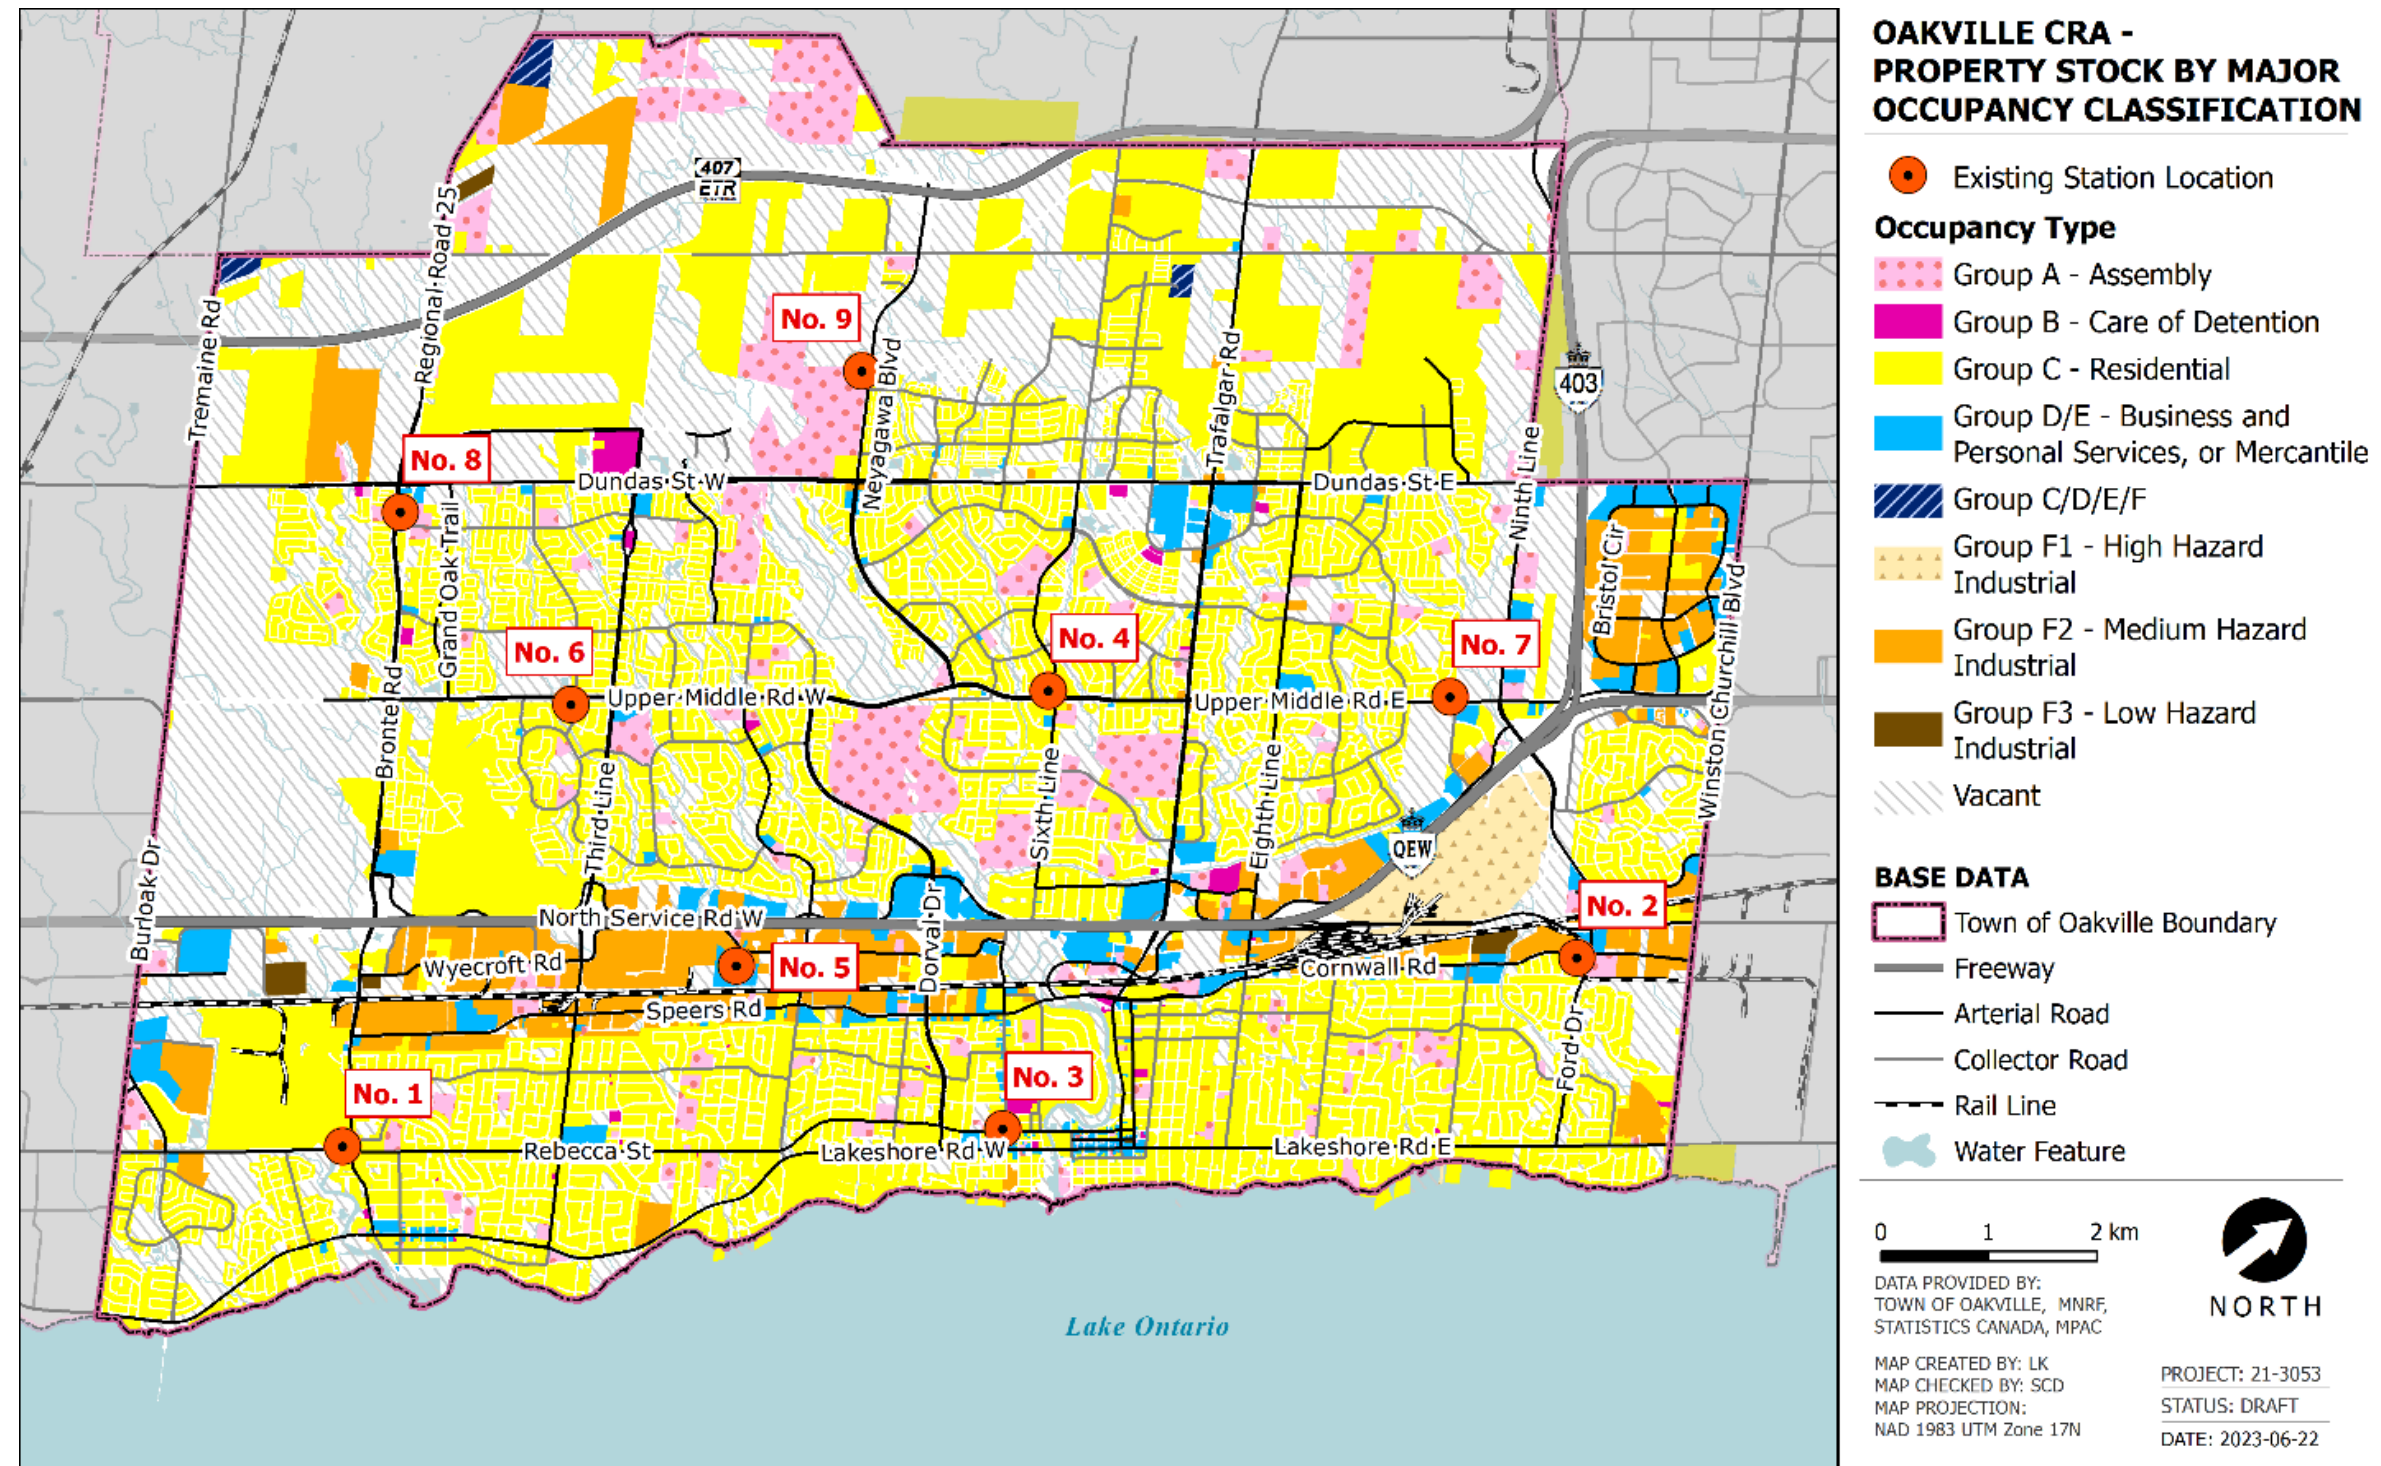 OAKVILLE CRA -
PROPERTY STOCK BY MAJOR
OCCUPANCY CLASSIFICATION
Existing Station Location
Occupancy Type
Group A - Assembly
Group B - Care of Detention
Group C - Residential
Group D/E - Business and
Personal Services, or Mercantile
Group C/D/E/F
Group F1 - High Hazard
Industrial
Group F2 - Medium Hazard
Industrial
Group F3 - Low Hazard
Industrial
Vacant
BASE DATA
Town of Oakville Boundary
Freeway
Arterial Road
Collector Road
Rail Line
Water Feature
0 1 2 km
DATA PROVIDED BY:
TOWN OF OAKVILLE, MNRF,
STATISTICS CANADA, MPAC
MAP CREATED BY: LK
MAP CHECKED BY: SCD
MAP PROJECTION:
NAD 1983 UTM Zone 17N
NORTH
PROJECT: 21-3053
STATUS: DRAFT
DATE: 2023-06-22
407
ETR
Regional Road 25
Tremaine Rd
No. 9
Neyagawa Blvd
Trafalgar Rd
403
No. 8
Dundas St W
Dundas St E
Ninth Line
Grand Oak Trail
Bristol Cir
Winston Churchill Blvd
No. 6
No. 4
No. 7
Bronte Rd
Upper Middle Rd W
Upper Middle Rd E
Third Line
Sixth Line
Eighth Line
QEW
Burloak Dr
Dorval Dr
No. 2
North Service Rd W
Wyecroft Rd
No. 5
Cornwall Rd
Speers Rd
Ford Dr
No. 1
No. 3
Rebecca St
Lakeshore Rd W
Lakeshore Rd E
Lake Ontario